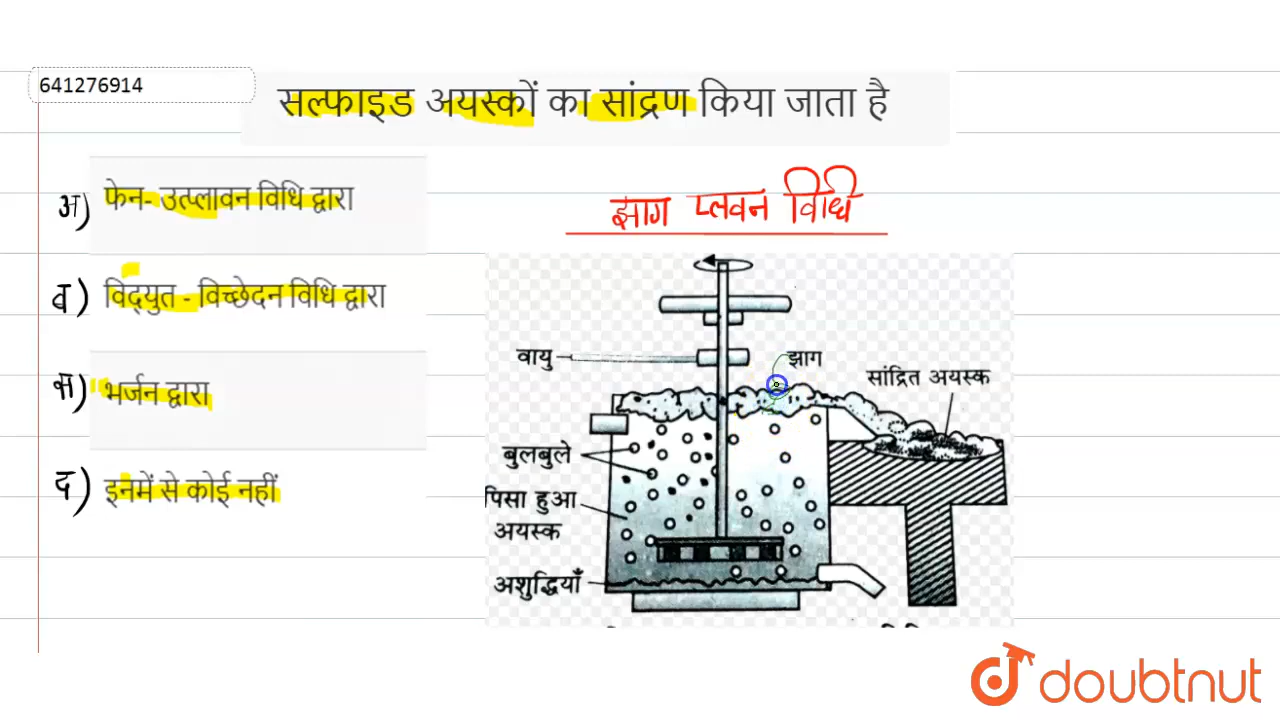 641276914
सल्फाइड अयस्कों का सांद्रण किया जाता है
अ) फेन- उत्प्लावन विधि द्वारा
ब) विद्युत - विच्छेदन विधि द्वारा
स) भर्जन द्वारा
द) इनमें से कोई नहीं
झाग प्लवन विधि
वायु
झाग
सांद्रित अयस्क
बुलबुले
पिसा हुआ
अयस्क
अशुद्धियाँ
doubtnut